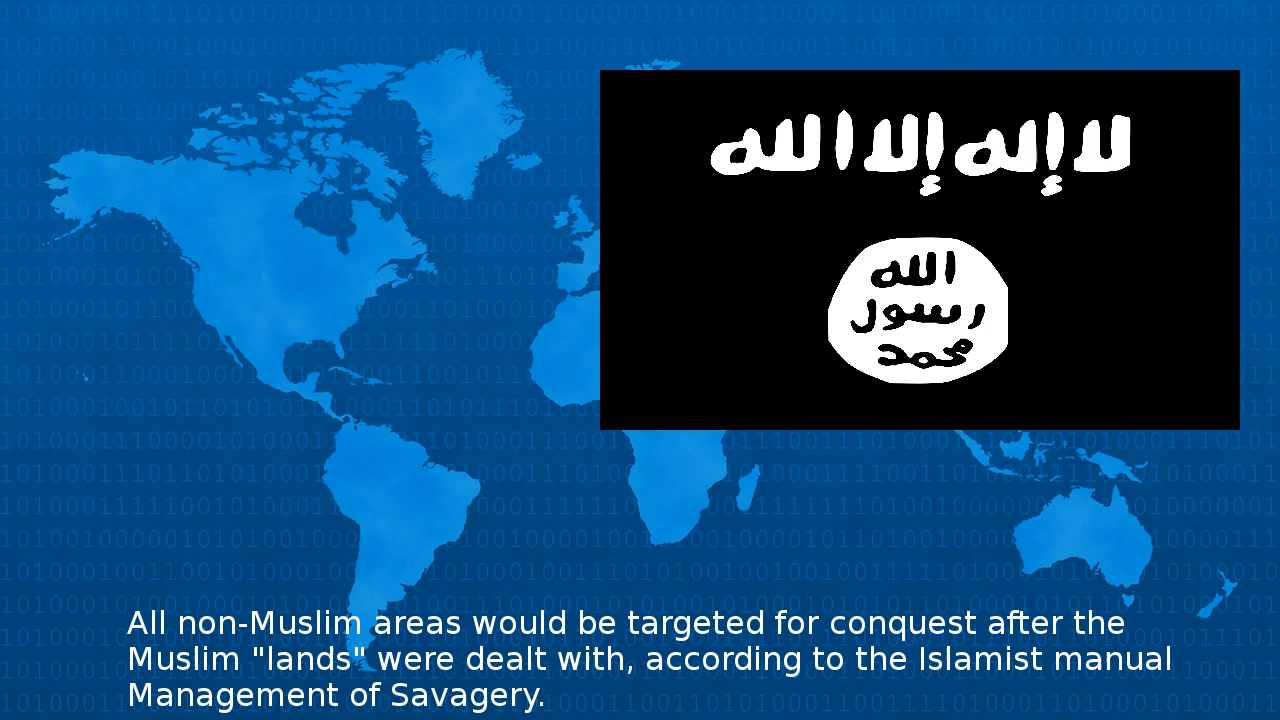 لا إله إلا الله
الله
رسول
محمد
All non-Muslim areas would be targeted for conquest after the
Muslim "lands" were dealt with, according to the Islamist manual
Management of Savagery.